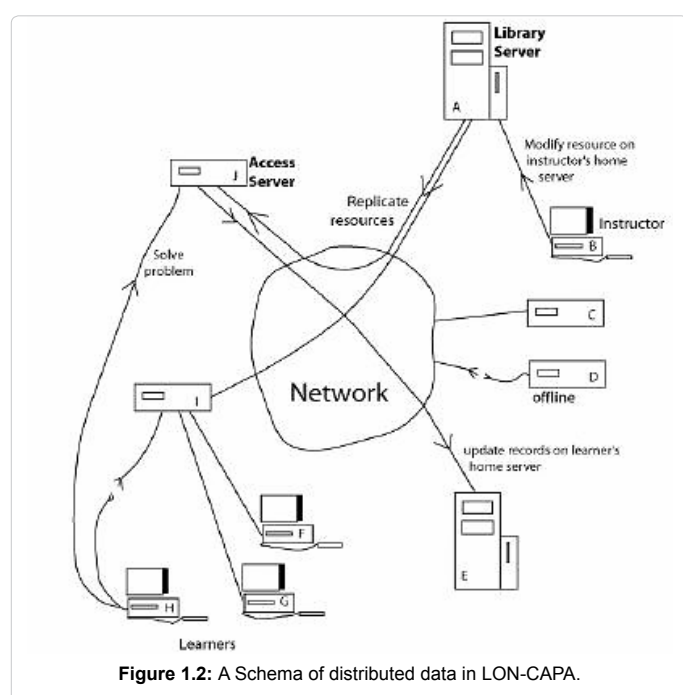 Library
Server
A
Modify resource on
instructor's home
server
Access
Server
J
Replicate
resources
Instructor
B
Solve
problem
C
I
Network
D
offline
update records on learner's
home server
F
E
G
H
Learners
Figure 1.2: A Schema of distributed data in LON-CAPA.